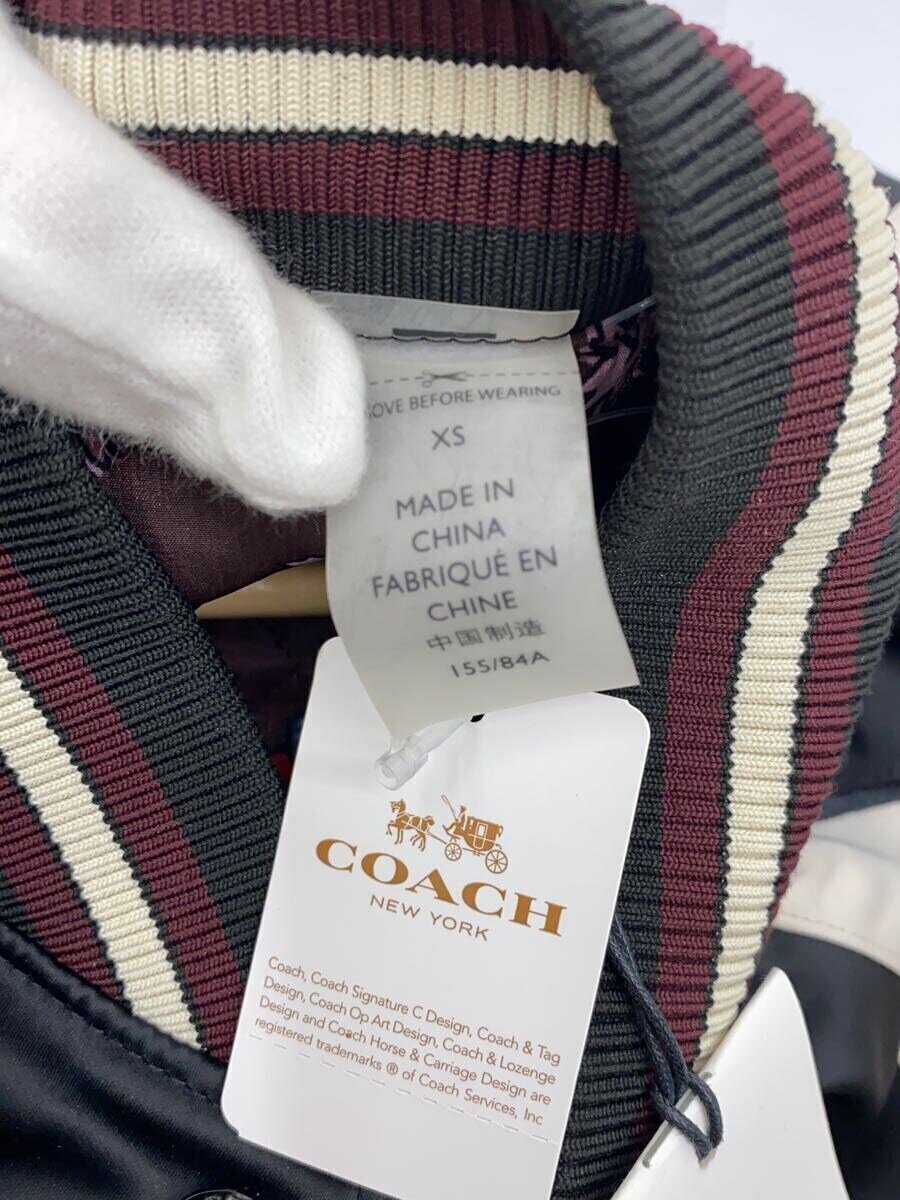 BEFORE WEARING
XS
MADE IN
CHINA
FABRIQUÉ EN
CHINE
中国制造
155/84A
COACH
NEW YORK
Coach, Coach Signature C Design, Coach & Tag
Design, Coach Op Art Design, Coach & Lozenge
Design and Coach Horse & Carriage Design are
registered trademarks ® of Coach Services, Inc